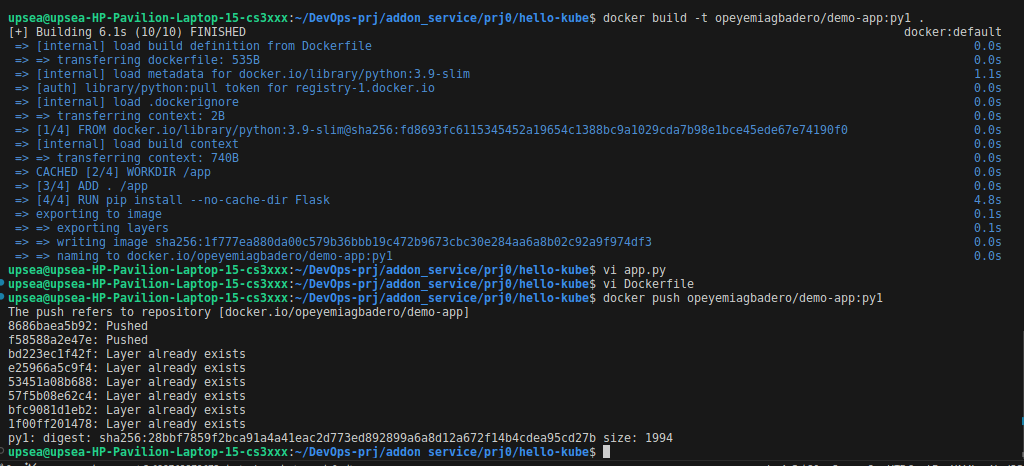 upsea@upsea-HP-Pavilion-Laptop-15-cs3xxx:~/DevOps-prj/addon_service/prj0/hello-kube$ docker build -t opeyemiagbadero/demo-app:py1 .
[+] Building 6.1s (10/10) FINISHED docker:default
=> [internal] load build definition from Dockerfile 0.0s
=> => transferring dockerfile: 535B 0.0s
=> [internal] load metadata for docker.io/library/python:3.9-slim 1.1s
=> [auth] library/python:pull token for registry-1.docker.io 0.0s
=> [internal] load .dockerignore 0.0s
=> => transferring context: 2B 0.0s
=> [1/4] FROM docker.io/library/python:3.9-slim@sha256:fd8693fc6115345452a19654c1388bc9a1029cda7b98e1bce45ede67e74190f0 0.0s
=> [internal] load build context 0.0s
=> => transferring context: 740B 0.0s
=> CACHED [2/4] WORKDIR /app 0.0s
=> [3/4] ADD . /app 0.0s
=> [4/4] RUN pip install --no-cache-dir Flask 4.8s
=> exporting to image 0.1s
=> => exporting layers 0.1s
=> => writing image sha256:1f777ea880da00c579b36bbb19c472b9673cbc30e284aa6a8b02c92a9f974df3 0.0s
=> => naming to docker.io/opeyemiagbadero/demo-app:py1 0.0s
upsea@upsea-HP-Pavilion-Laptop-15-cs3xxx:~/DevOps-prj/addon_service/prj0/hello-kube$ vi app.py
upsea@upsea-HP-Pavilion-Laptop-15-cs3xxx:~/DevOps-prj/addon_service/prj0/hello-kube$ vi Dockerfile
upsea@upsea-HP-Pavilion-Laptop-15-cs3xxx:~/DevOps-prj/addon_service/prj0/hello-kube$ docker push opeyemiagbadero/demo-app:py1
The push refers to repository [docker.io/opeyemiagbadero/demo-app]
8686baea5b92: Pushed
f58588a2e47e: Pushed
bd223ec1f42f: Layer already exists
e25966a5c9f4: Layer already exists
53451a08b688: Layer already exists
57f5b08e62c4: Layer already exists
bfc9081d1eb2: Layer already exists
1f00ff201478: Layer already exists
py1: digest: sha256:28bbf7859f2bca91a4a41eac2d773ed892899a6a8d12a672f14b4cdea95cd27b size: 1994
upsea@upsea-HP-Pavilion-Laptop-15-cs3xxx:~/DevOps-prj/addon_service/prj0/hello-kube$